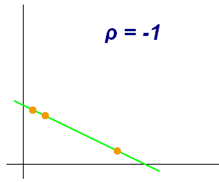 ρ = -1